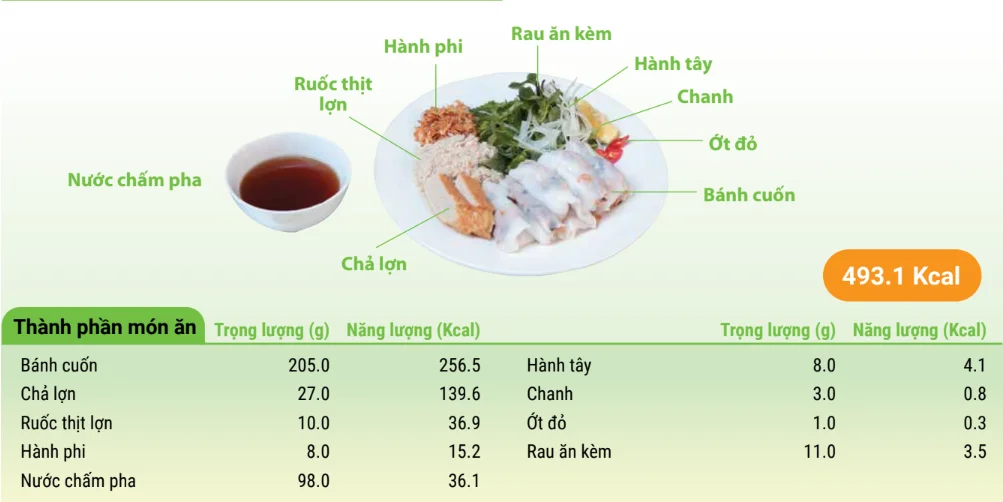 Rau ăn kèm
Hành phi
Hành tây
Ruốc thịt
lợn
Chanh
Ớt đỏ
Nước chấm pha
Bánh cuốn
Chả lợn
493.1 Kcal
Thành phần món ăn Trọng lượng (g) Năng lượng (Kcal) Trọng lượng (g) Năng lượng (Kcal)
Bánh cuốn 205.0 256.5 Hành tây 8.0 4.1
Chả lợn 27.0 139.6 Chanh 3.0 0.8
Ruốc thịt lợn 10.0 36.9 Ớt đỏ 1.0 0.3
Hành phi 8.0 15.2 Rau ăn kèm 11.0 3.5
Nước chấm pha 98.0 36.1